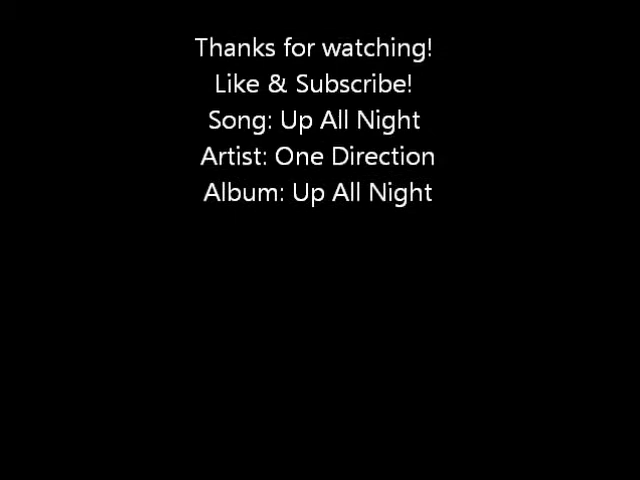 Thanks for watching!
Like & Subscribe!
Song: Up All Night
Artist: One Direction
Album: Up All Night